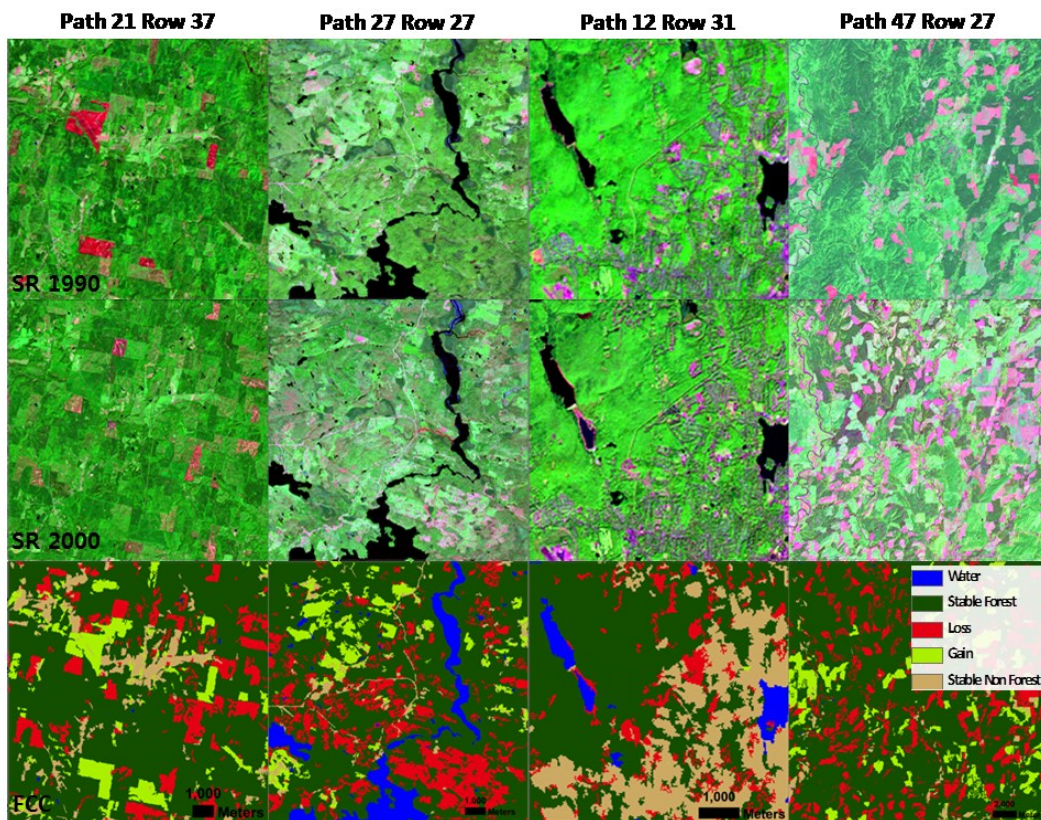 Path 21 Row 37
Path 27 Row 27
Path 12 Row 31
Path 47 Row 27
SR 1990
SR 2000
Water
Stable Forest
Loss
Gain
Stable Non Forest
FCC
1,000
Meters
1,000
Meters
1,000
Meters
2,000
Meters